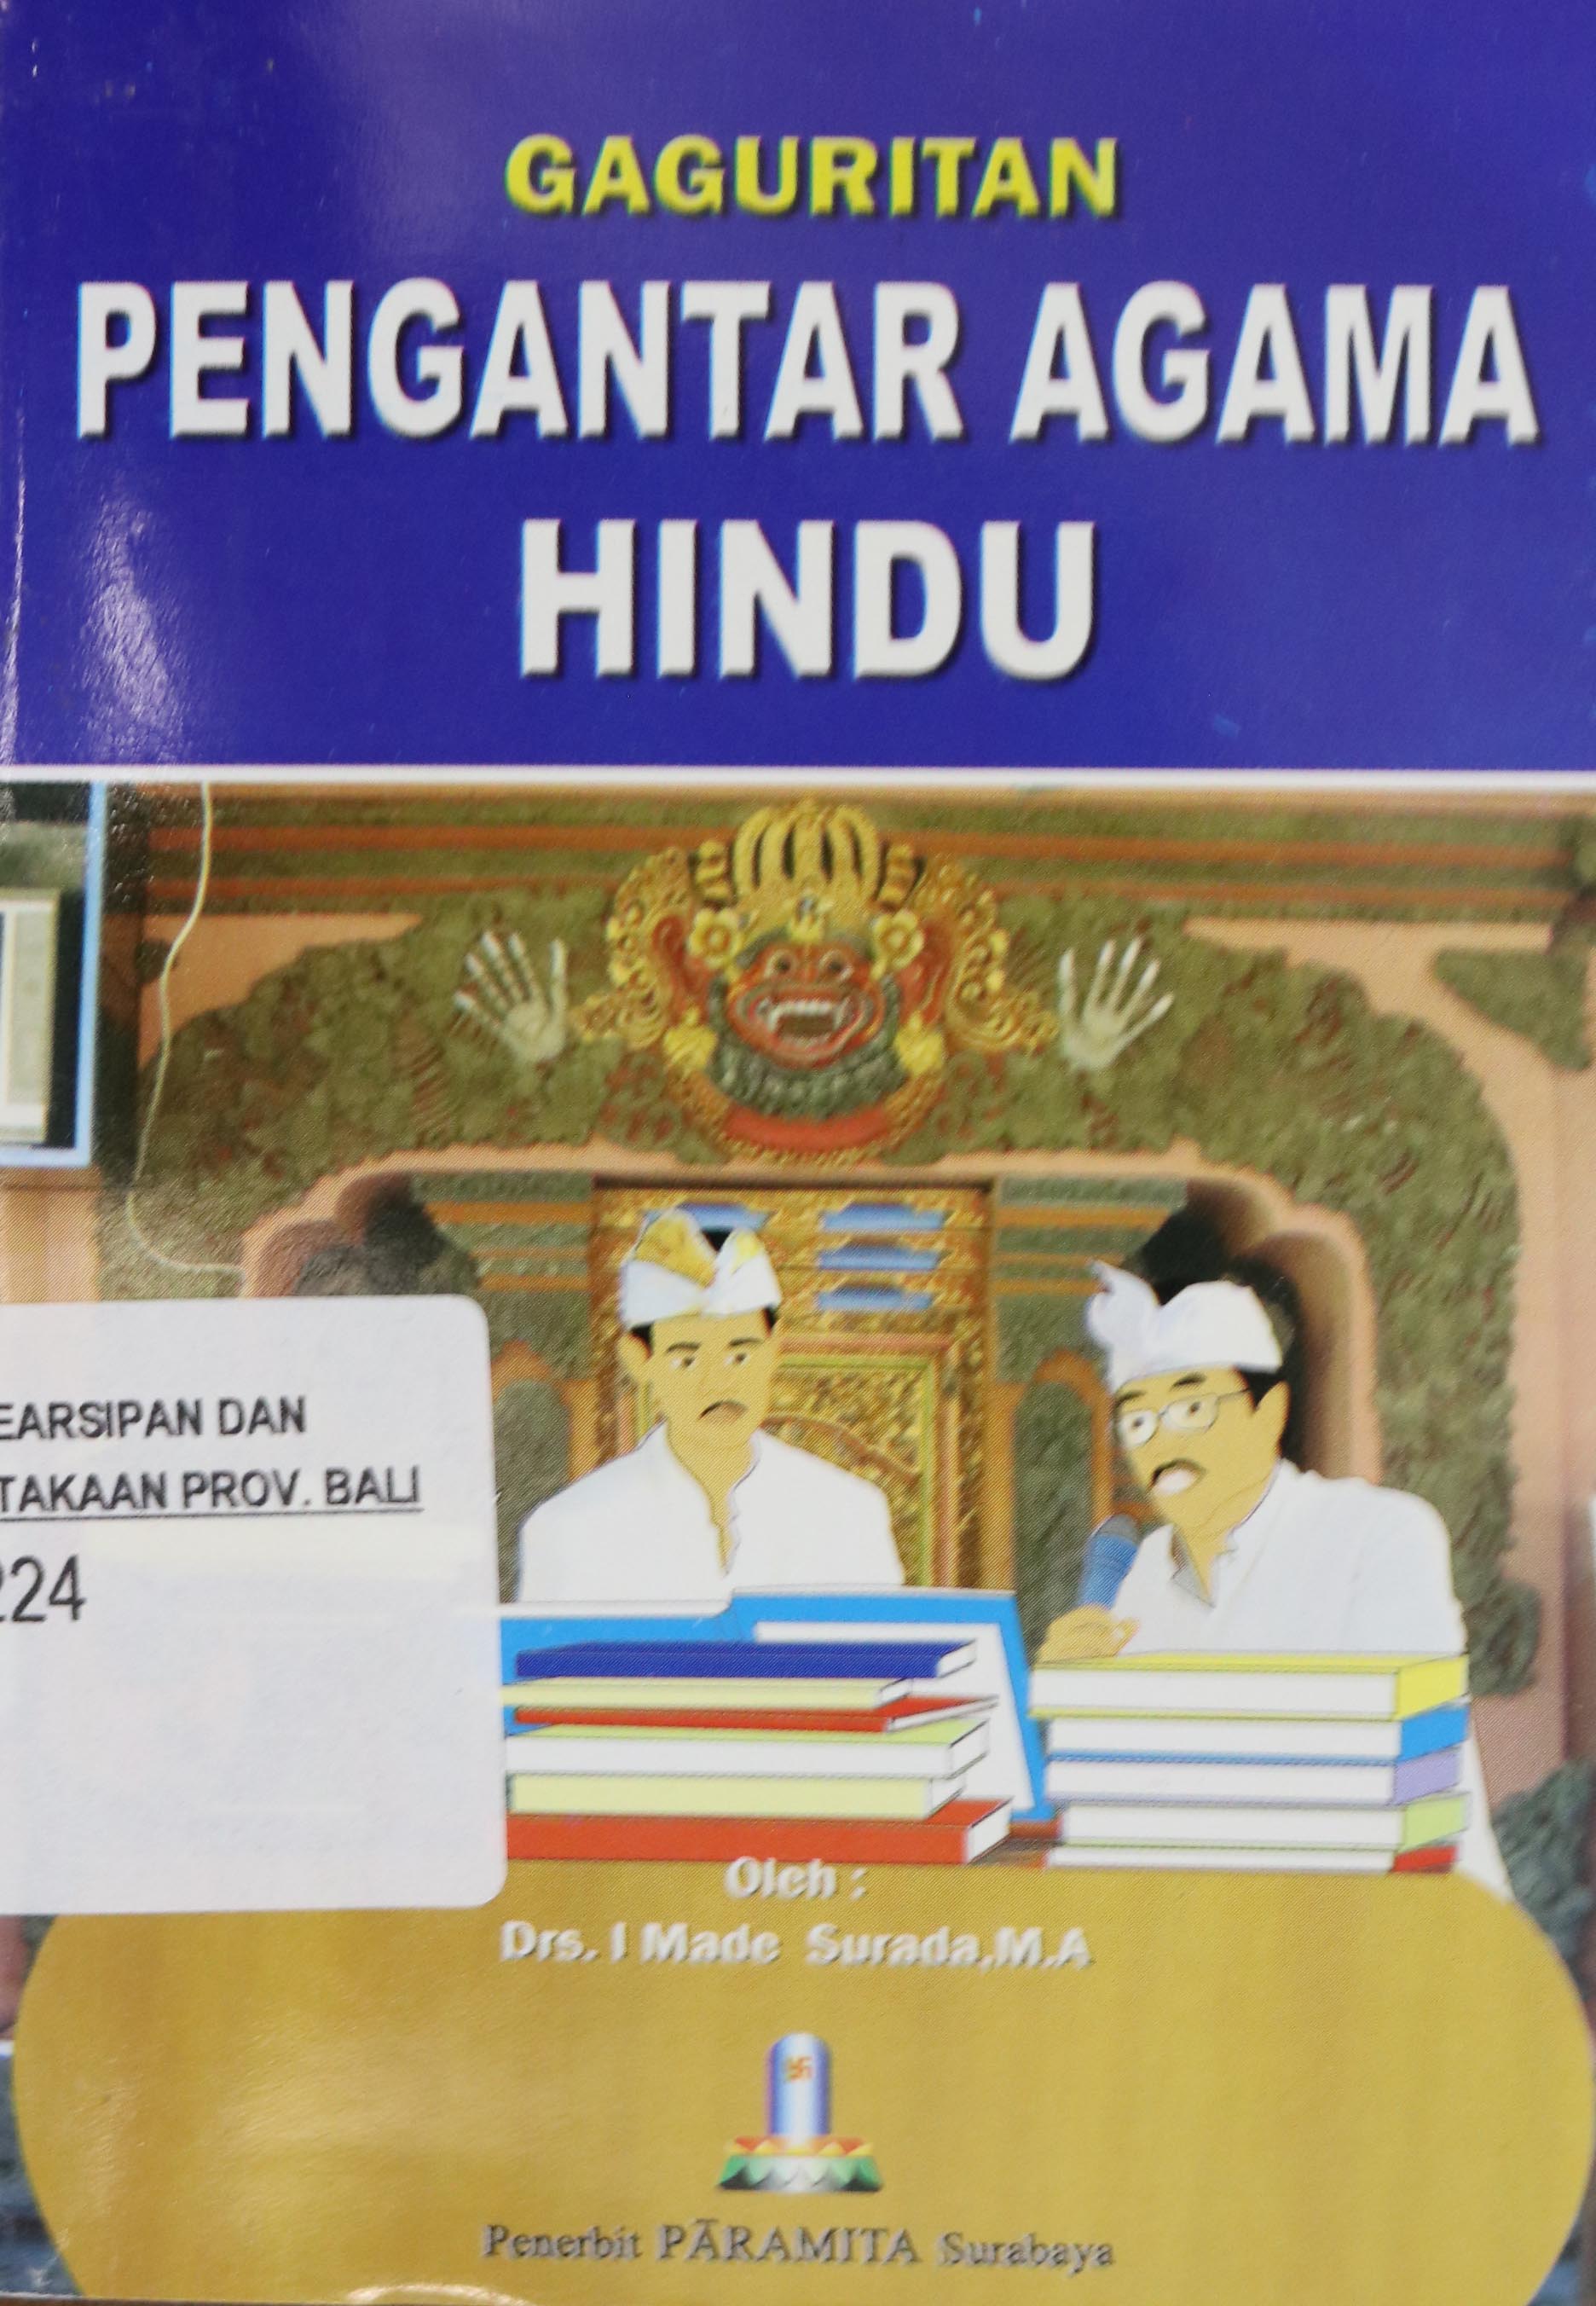 GAGURITAN
PENGANTAR AGAMA
HINDU
EARSIPAN DAN
TAKAAN PROV. BALI
224
Oleh :
Drs. I Made Surada,M.A
Penerbit PĀRAMITA Surabaya